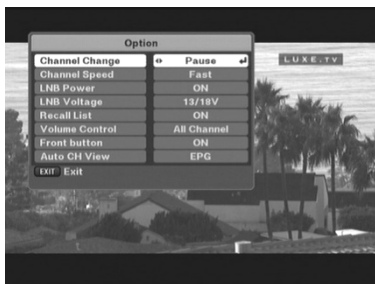 Option
LUXE.TV
Channel Change Pause
Channel Speed Fast
LNB Power ON
LNB Voltage 13/18V
Recall List ON
Volume Control All Channel
Front button ON
Auto CH View EPG
EXIT Exit